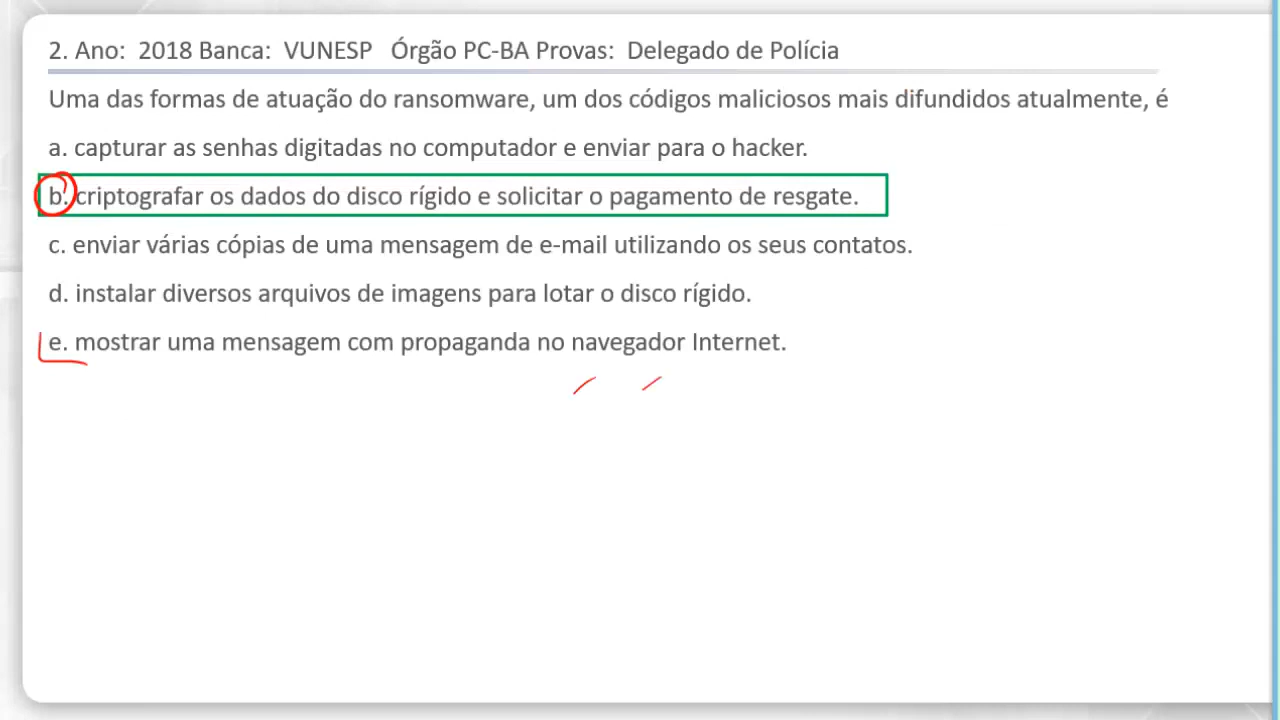 2. Ano: 2018 Banca: VUNESP Órgão PC-BA Provas: Delegado de Polícia
Uma das formas de atuação do ransomware, um dos códigos maliciosos mais difundidos atualmente, é
a. capturar as senhas digitadas no computador e enviar para o hacker.
b. criptografar os dados do disco rígido e solicitar o pagamento de resgate.
c. enviar várias cópias de uma mensagem de e-mail utilizando os seus contatos.
d. instalar diversos arquivos de imagens para lotar o disco rígido.
e. mostrar uma mensagem com propaganda no navegador Internet.